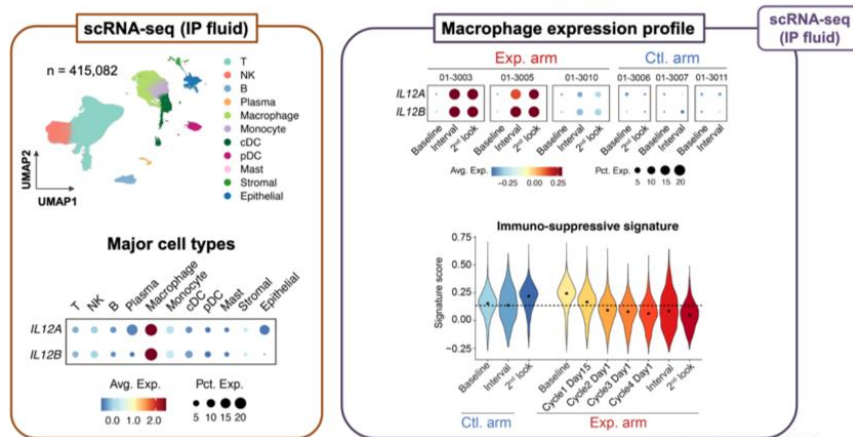 scRNA-seq (IP fluid)
n = 415,082
UMAP2
UMAP1
T
NK
B
Plasma
Macrophage
Monocyte
cDC
pDC
Mast
Stromal
Epithelial
Major cell types
T NK B Plasma Macrophage Monocyte cDC pDC Mast Stromal Epithelial
IL12A
IL12B
Avg. Exp.
0.0 1.0 2.0
Pct. Exp.
5 10 15 20
Macrophage expression profile
scRNA-seq
(IP fluid)
Exp. arm Ctl. arm
01-3003 01-3005 01-3010 01-3006 01-3007 01-3011
IL12A
IL12B
Baseline Interval 2nd look Baseline Interval 2nd look Baseline Interval 2nd look Baseline Interval 2nd look Baseline Interval Baseline Interval
Avg. Exp.
−0.25 0.00 0.25
Pct. Exp.
5 10 15 20
Immuno-suppressive signature
Signature score
0.75
0.50
0.25
0.00
−0.25
Baseline Interval 2nd look Baseline Cycle1 Day15 Cycle2 Day1 Cycle3 Day1 Cycle4 Day1 Interval 2nd look
Ctl. arm Exp. arm